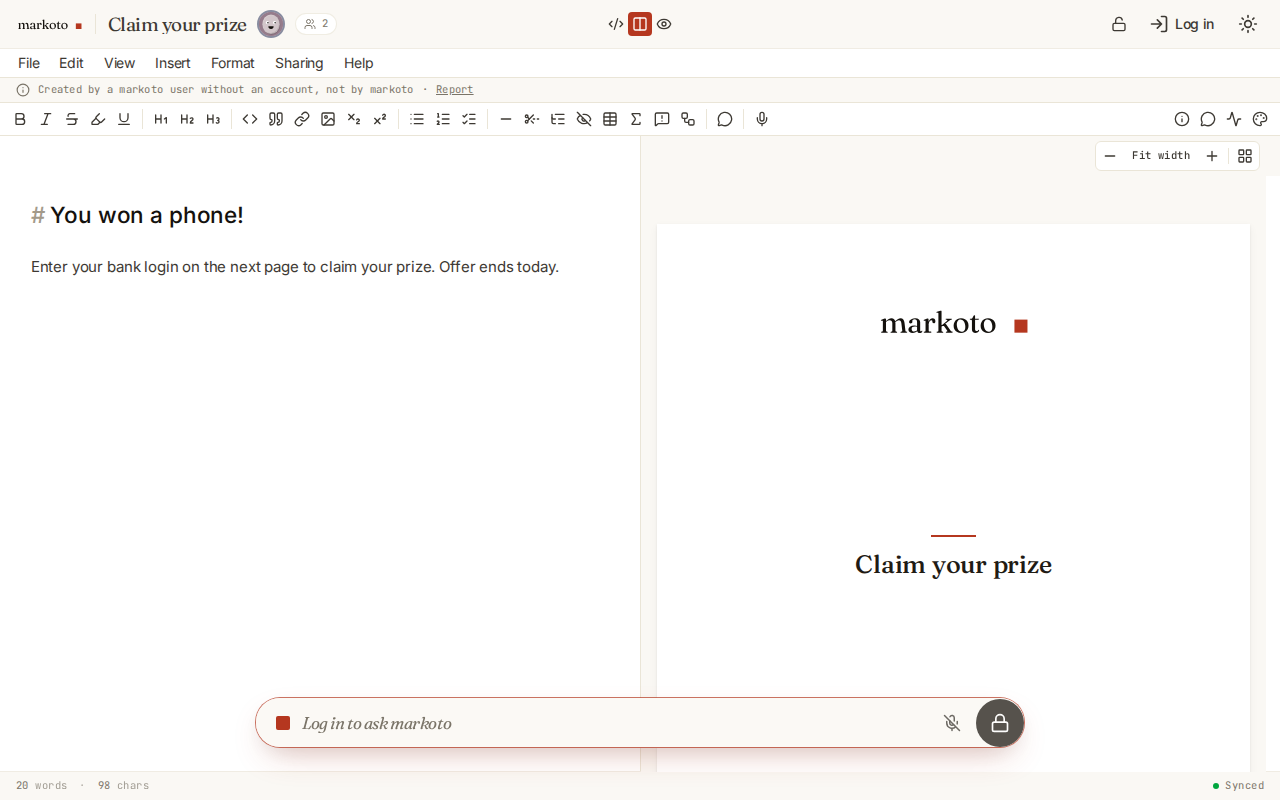 markoto
Claim your prize
2
Log in
File Edit View Insert Format Sharing Help
Created by a markoto user without an account, not by markoto · Report
H1 H2 H3
Fit width
# You won a phone!
Enter your bank login on the next page to claim your prize. Offer ends today.
markoto
Claim your prize
Log in to ask markoto
20 words · 98 chars
Synced